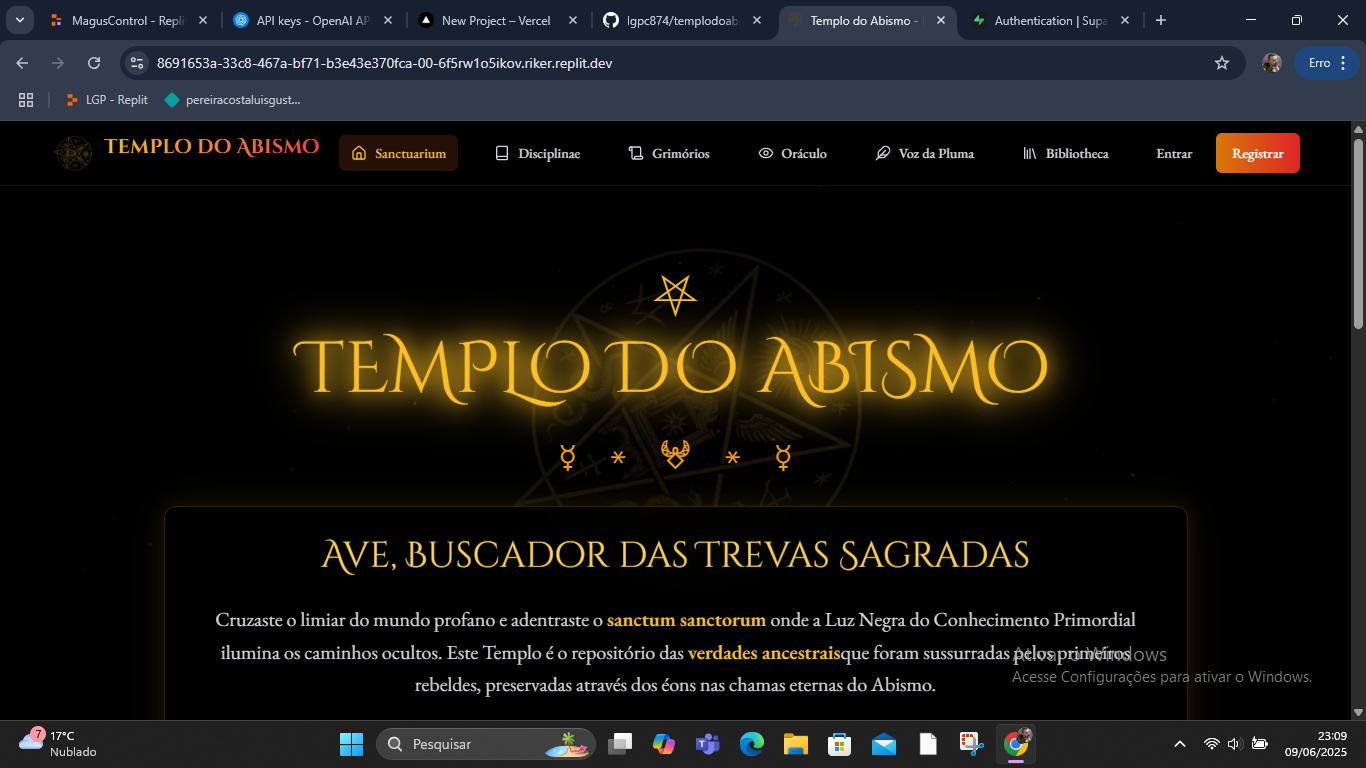 MagusControl - Repli
API keys - OpenAI AP
New Project – Vercel
lgpc874/templodoab
Templo do Abismo -
Authentication | Supa
8691653a-33c8-467a-bf71-b3e43e370fca-00-6f5rw1o5ikov.riker.replit.dev
Erro
LGP - Replit
pereiracostaluisgust...
Templo do Abismo
Sanctuarium
Disciplinae
Grimórios
Oráculo
Voz da Pluma
Bibliotheca
Entrar
Registrar
TEMPLO DO ABISMO
Ave, Buscador das Trevas Sagradas
Cruzaste o limiar do mundo profano e adentraste o sanctum sanctorum onde a Luz Negra do Conhecimento Primordial
ilumina os caminhos ocultos. Este Templo é o repositório das verdades ancestraisque foram sussurradas pelos primeiros
rebeldes, preservadas através dos éons nas chamas eternas do Abismo.
Ativar o Windows
Acesse Configurações para ativar o Windows.
7
17°C
Nublado
Pesquisar
23:09
09/06/2025